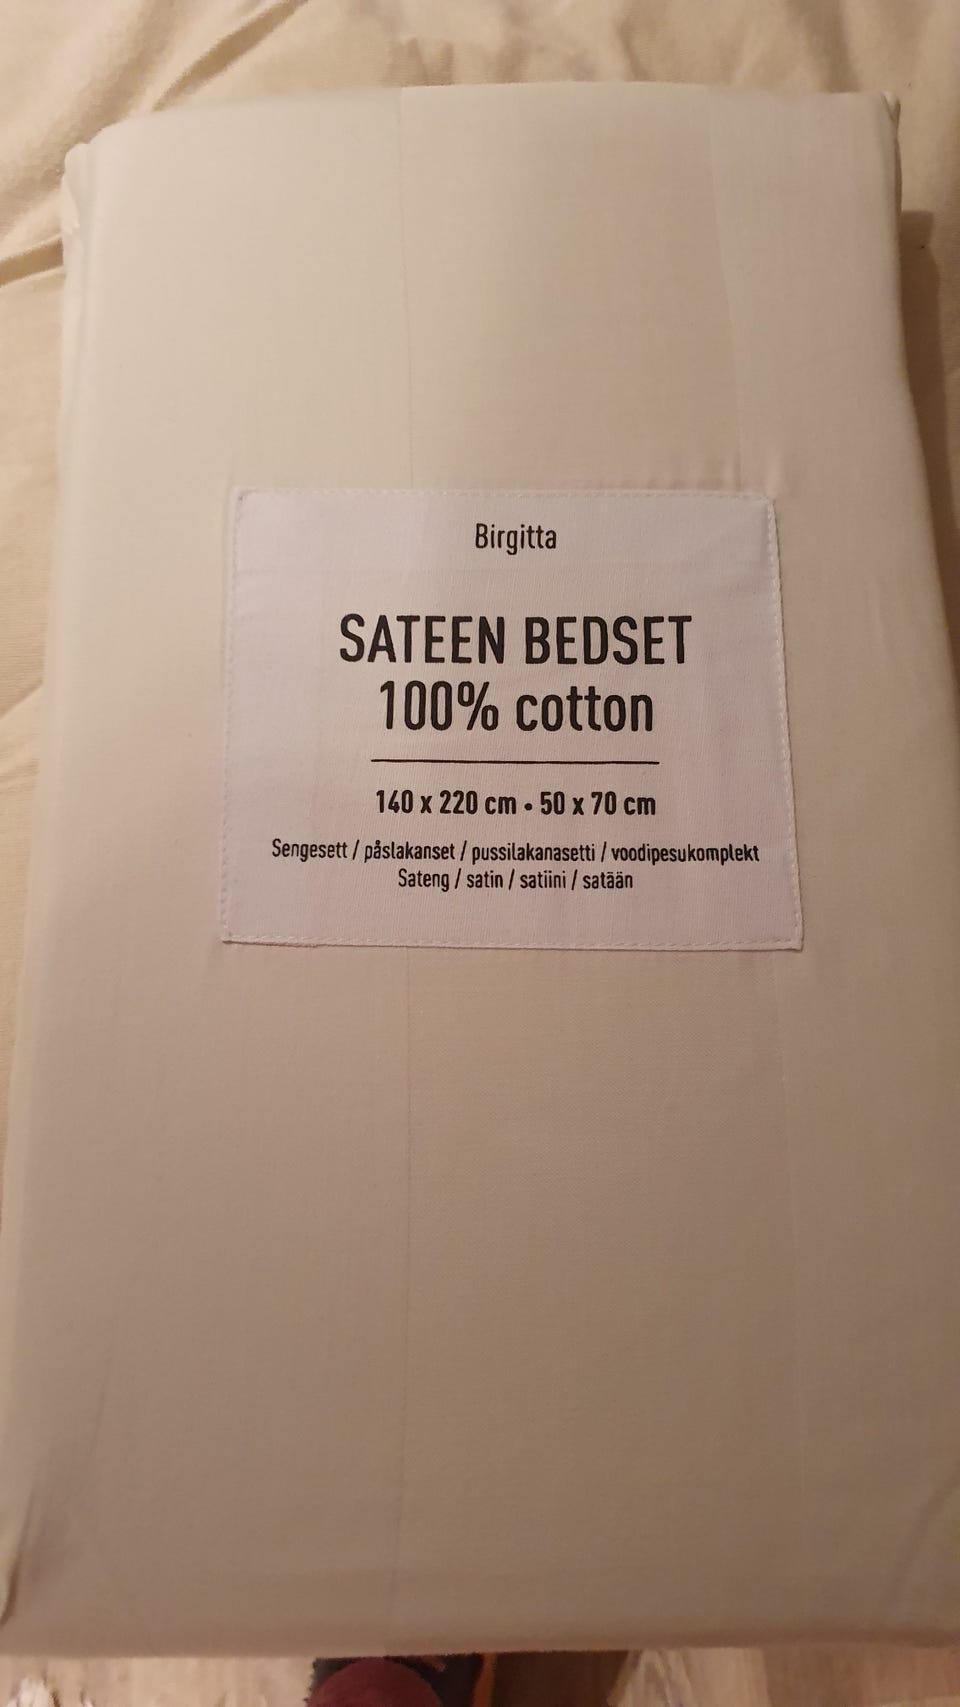 Birgitta
SATEEN BEDSET
100% cotton
140 x 220 cm • 50 x 70 cm
Sengesett / påslakanset / pussilakanasetti / voodipesukomplekt
Sateng / satin / satiini / satään